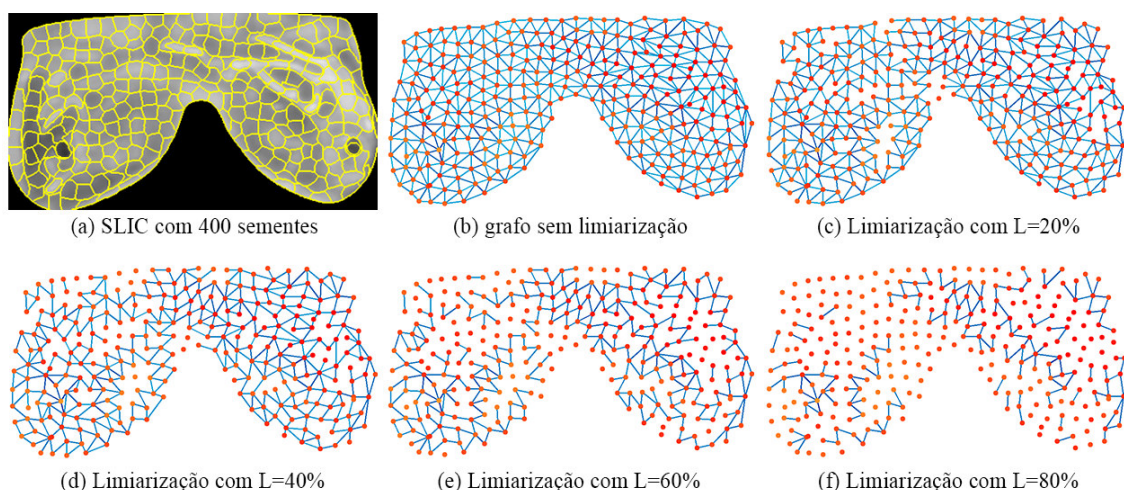 (a) SLIC com 400 sementes
(b) grafo sem limiarização
(c) Limiarização com L=20%
(d) Limiarização com L=40%
(e) Limiarização com L=60%
(f) Limiarização com L=80%